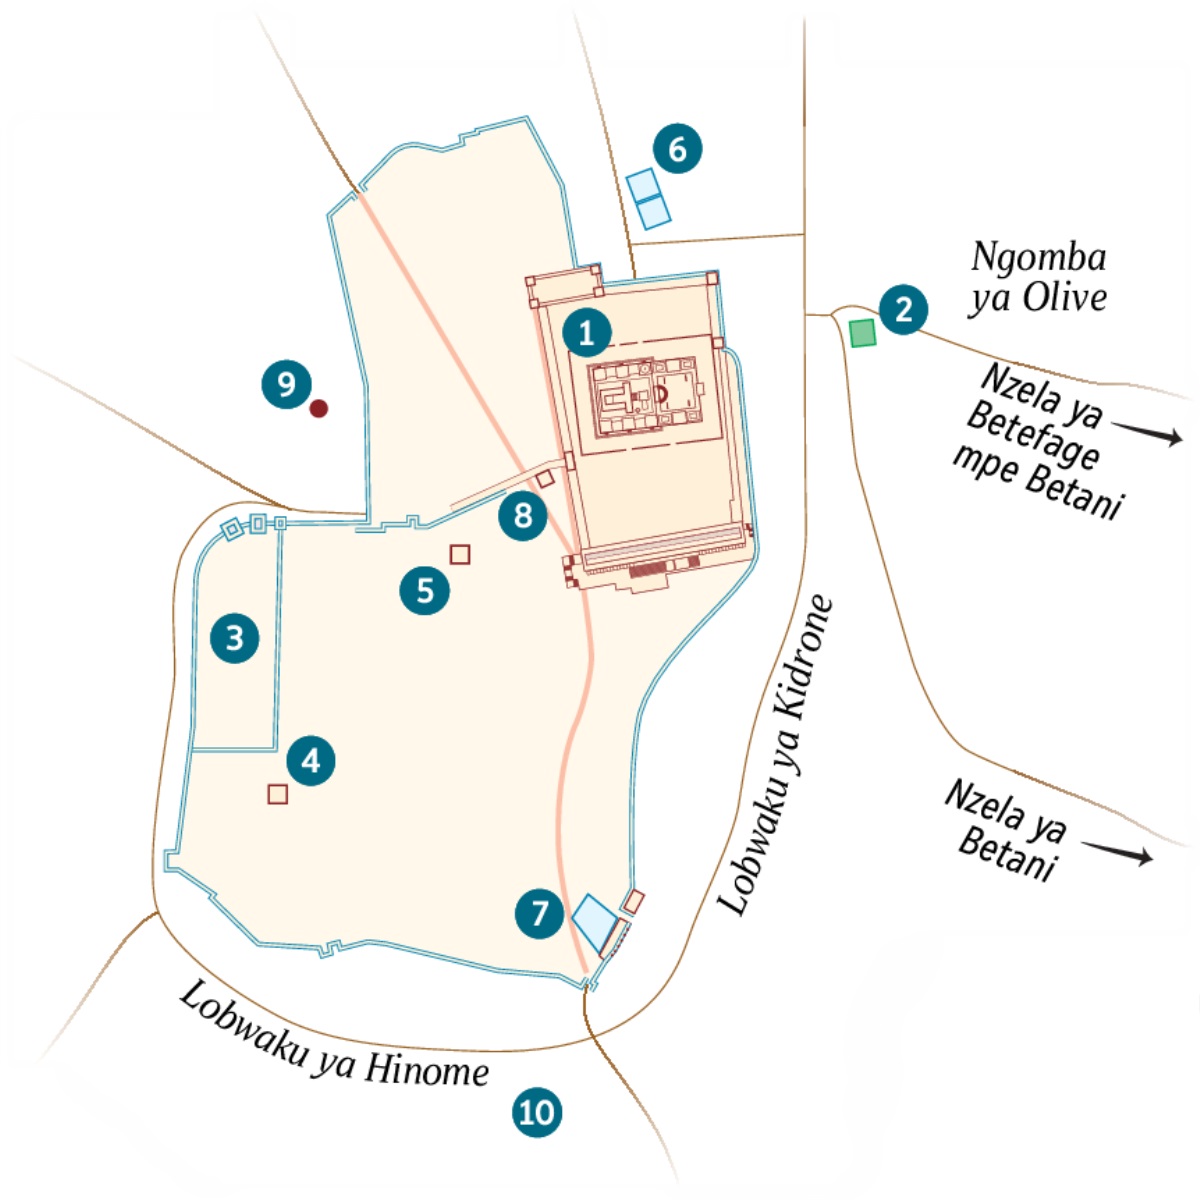 6
Ngomba
ya Olive
2
1
9
Nzela ya
Betefage
mpe Betani
8
5
3
Lobwaku ya Kidrone
4
Nzela ya
Betani
7
Lobwaku ya Hinome
10